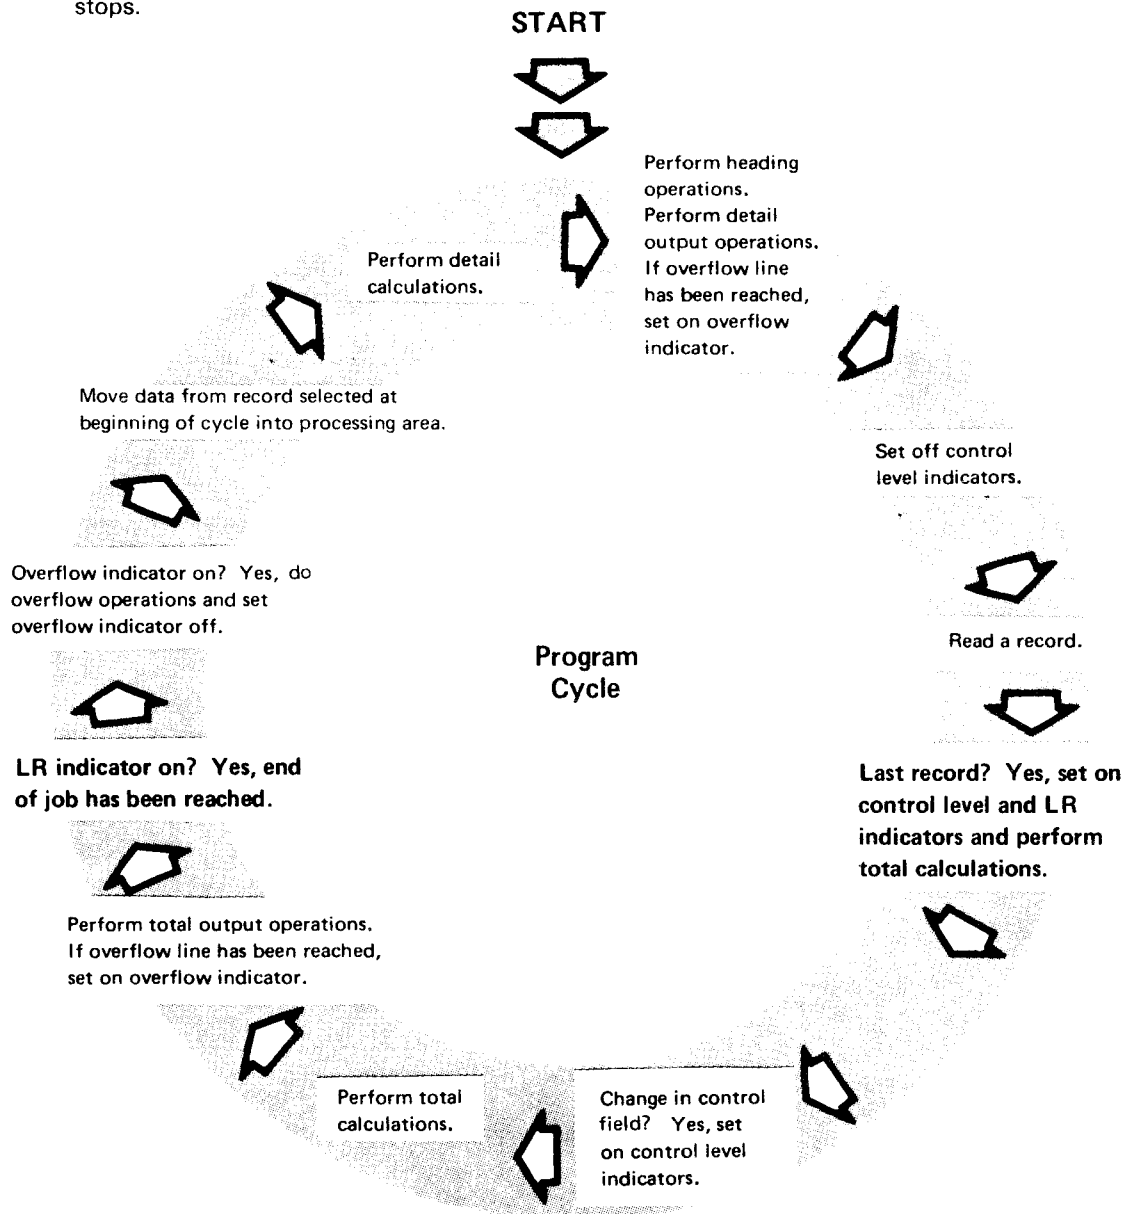 stops.
START
Perform heading
operations.
Perform detail
output operations.
If overflow line
has been reached,
set on overflow
indicator.
Set off control
level indicators.
Read a record.
Last record? Yes, set on
control level and LR
indicators and perform
total calculations.
Change in control
field? Yes, set
on control level
indicators.
Perform total
calculations.
Perform total output operations.
If overflow line has been reached,
set on overflow indicator.
LR indicator on? Yes, end
of job has been reached.
Overflow indicator on? Yes, do
overflow operations and set
overflow indicator off.
Move data from record selected at
beginning of cycle into processing area.
Perform detail
calculations.
Program
Cycle